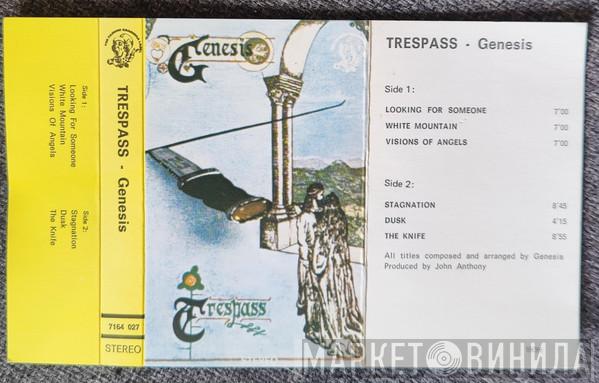 Side 1:
Looking For Someone
White Mountain
Visions Of Angels
Side 2:
Stagnation
Dusk
The Knife
TRESPASS - Genesis
7164 027
STEREO
Genesis
Trespass
STEREO
TRESPASS - Genesis
Side 1:
LOOKING FOR SOMEONE 7'00
WHITE MOUNTAIN 7'00
VISIONS OF ANGELS 7'00
Side 2:
STAGNATION 8'45
DUSK 4'15
THE KNIFE 8'55
All titles composed and arranged by Genesis
Produced by John Anthony
МАРКЕТ ВИНИЛА